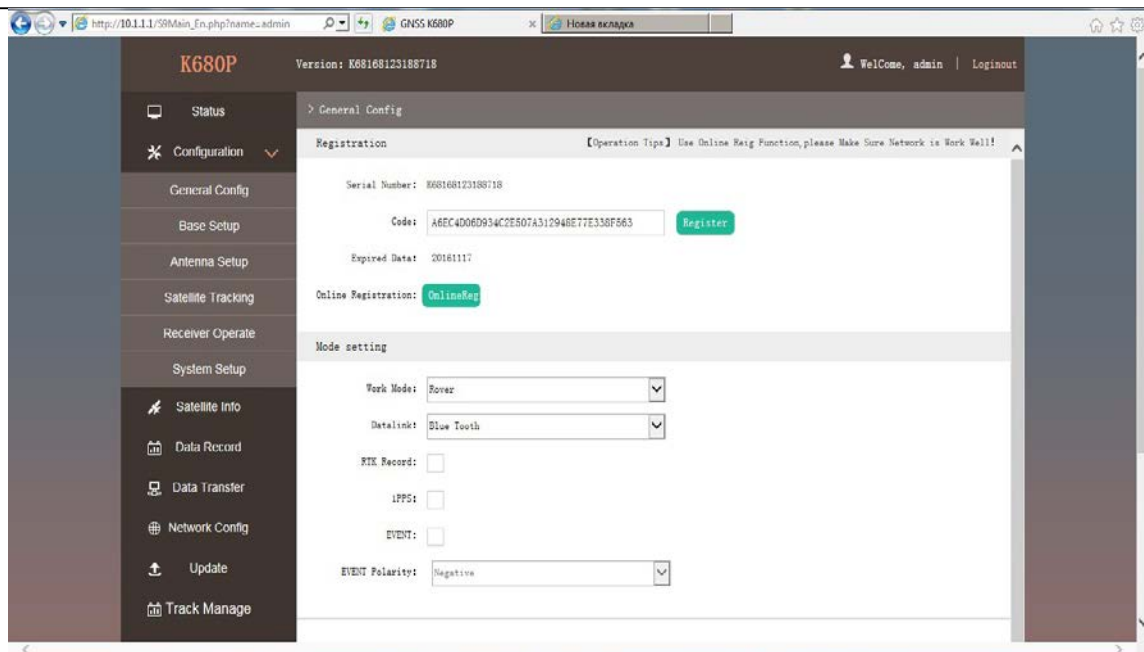 http://10.1.1.1/S9Main_En.php?name=admin
GNSS K680P
Новая вкладка
K680P
Version: K68168123188718
WelCome, admin | Loginout
Status
> General Config
Configuration
Registration
【Operation Tips】 Use Online Reig Function,please Make Sure Network is Work Well!
General Config
Serial Number: K68168123188718
Base Setup
Code: A6EC4D06D934C2E507A312948E77E338F563
Register
Antenna Setup
Expired Data: 20161117
Satellite Tracking
Online Registration: OnlineReg
Receiver Operate
Mode setting
System Setup
Work Mode: Rover
Satellite Info
Datalink: Blue Tooth
Data Record
RTK Record:
Data Transfer
1PPS:
Network Config
EVENT:
Update
EVENT Polarity: Negative
Track Manage